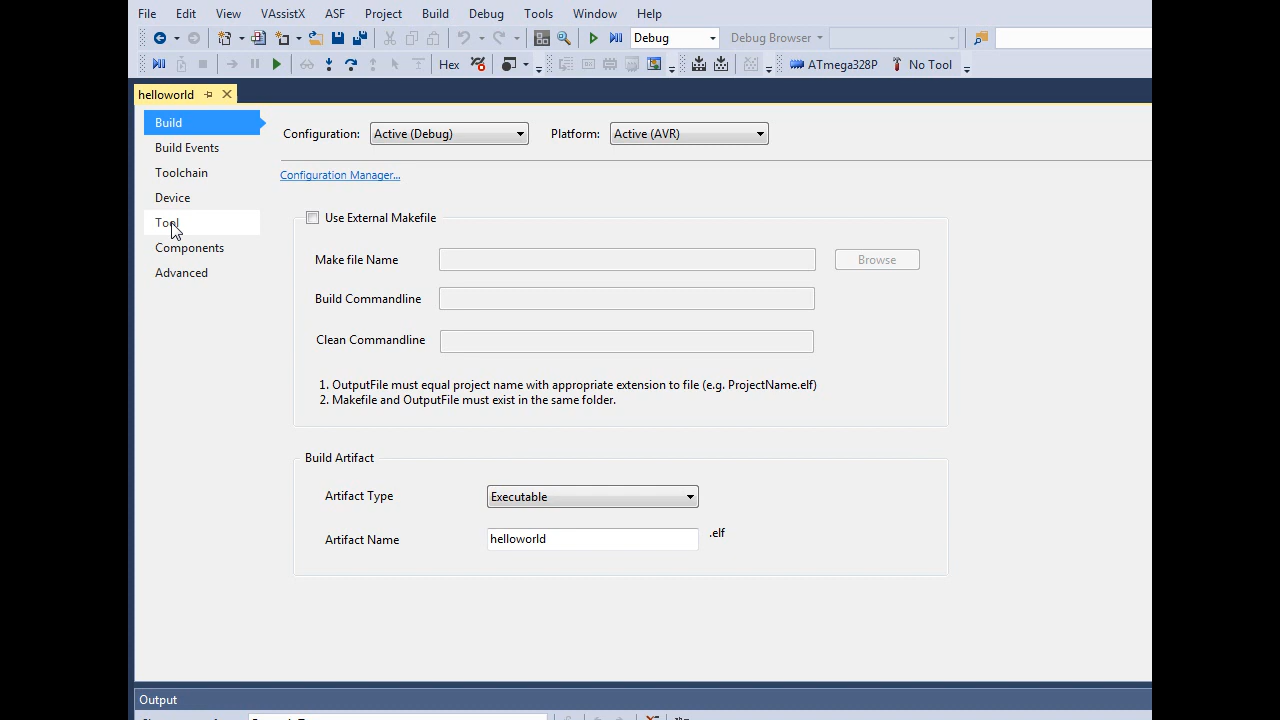 File Edit View VAssistX ASF Project Build Debug Tools Window Help
Debug Debug Browser
Hex ATmega328P No Tool
helloworld
Build
Build Events
Toolchain
Device
Tool
Components
Advanced
Configuration: Active (Debug) Platform: Active (AVR)
Configuration Manager...
Use External Makefile
Make file Name Browse
Build Commandline
Clean Commandline
1. OutputFile must equal project name with appropriate extension to file (e.g. ProjectName.elf)
2. Makefile and OutputFile must exist in the same folder.
Build Artifact
Artifact Type Executable
Artifact Name helloworld .elf
Output